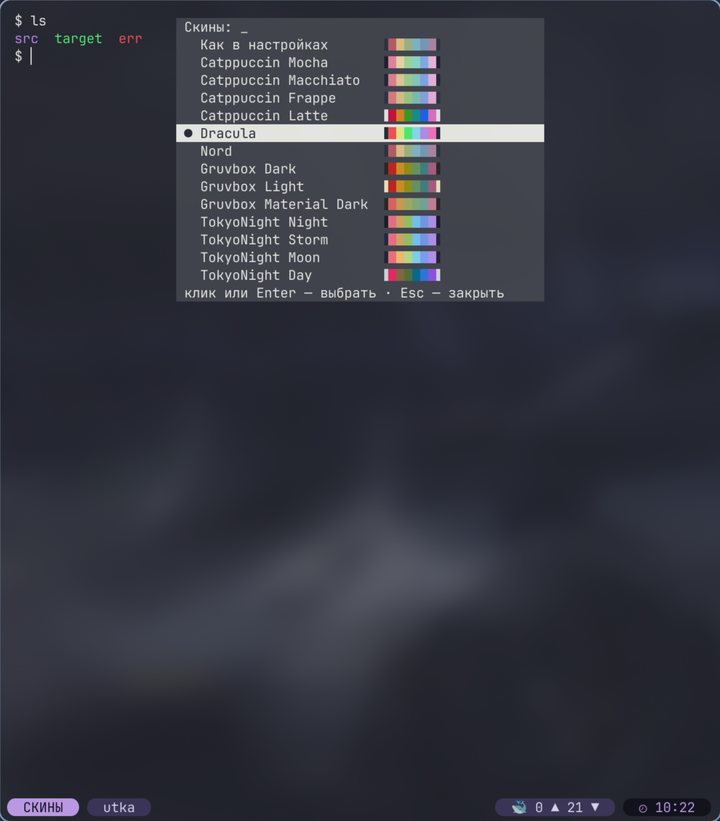 $ ls
src target err
$
Скины: _
Как в настройках
Catppuccin Mocha
Catppuccin Macchiato
Catppuccin Frappe
Catppuccin Latte
● Dracula
Nord
Gruvbox Dark
Gruvbox Light
Gruvbox Material Dark
TokyoNight Night
TokyoNight Storm
TokyoNight Moon
TokyoNight Day
клик или Enter — выбрать · Esc — закрыть
СКИНЫ utka 🐳 0 ▲ 21 ▼ ◷ 10:22